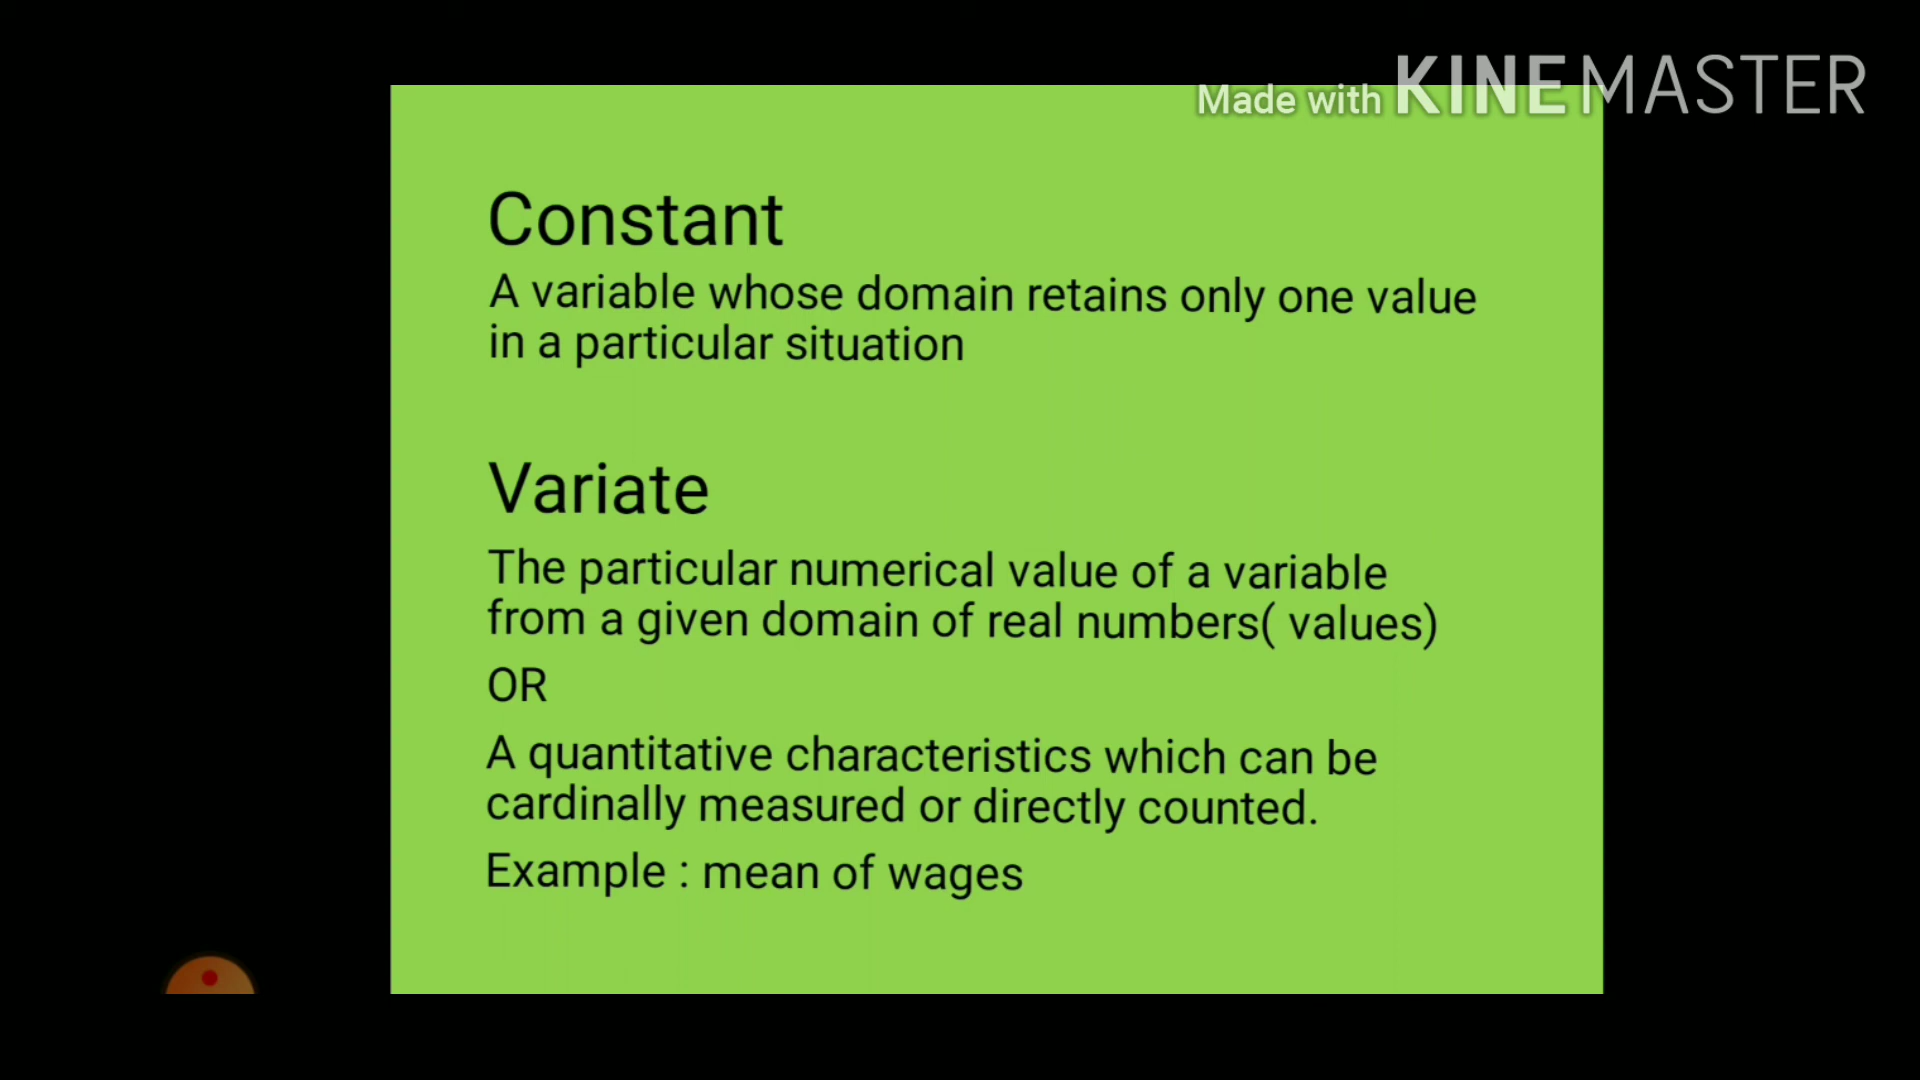 Made with KINEMASTER
Constant
A variable whose domain retains only one value
in a particular situation
Variate
The particular numerical value of a variable
from a given domain of real numbers( values)
OR
A quantitative characteristics which can be
cardinally measured or directly counted.
Example : mean of wages